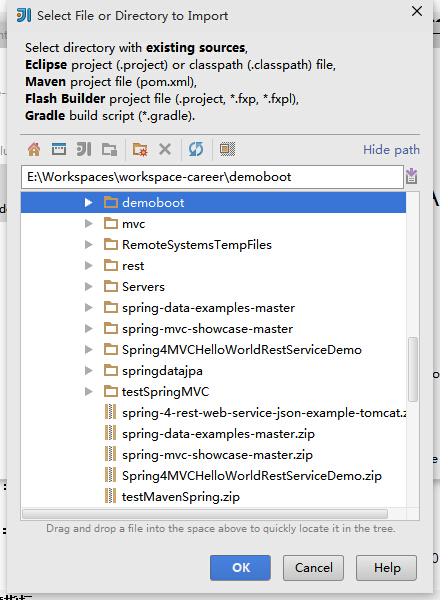 Select File or Directory to Import
Select directory with existing sources,
Eclipse project (.project) or classpath (.classpath) file,
Maven project file (pom.xml),
Flash Builder project file (.project, *.fxp, *.fxpl),
Gradle build script (*.gradle).
Hide path
E:\Workspaces\workspace-career\demoboot
demoboot
mvc
RemoteSystemsTempFiles
rest
Servers
spring-data-examples-master
spring-mvc-showcase-master
Spring4MVCHelloWorldRestServiceDemo
springdatajpa
testSpringMVC
spring-4-rest-web-service-json-example-tomcat.z
spring-data-examples-master.zip
spring-mvc-showcase-master.zip
Spring4MVCHelloWorldRestServiceDemo.zip
testMavenSpring.zip
Drag and drop a file into the space above to quickly locate it in the tree.
OK
Cancel
Help